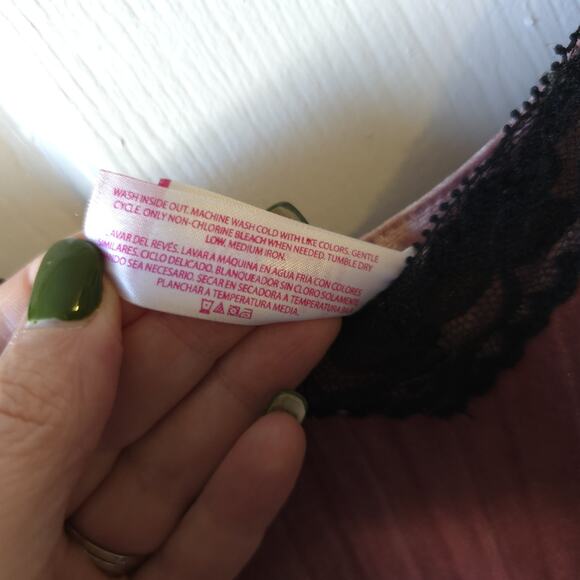 WASH INSIDE OUT. MACHINE WASH COLD WITH LIKE COLORS, GENTLE
CYCLE. ONLY NON-CHLORINE BLEACH WHEN NEEDED. TUMBLE DRY
LOW. MEDIUM IRON.
LAVAR DEL REVÉS. LAVAR A MÁQUINA EN AGUA FRIA CON COLORES
SIMILARES. CICLO DELICADO. BLANQUEADOR SIN CLORO SOLAMENTE
SEA NECESARIO. SECAR EN SECADORA A TEMPERATURA
PLANCHAR A TEMPERATURA MEDIA.